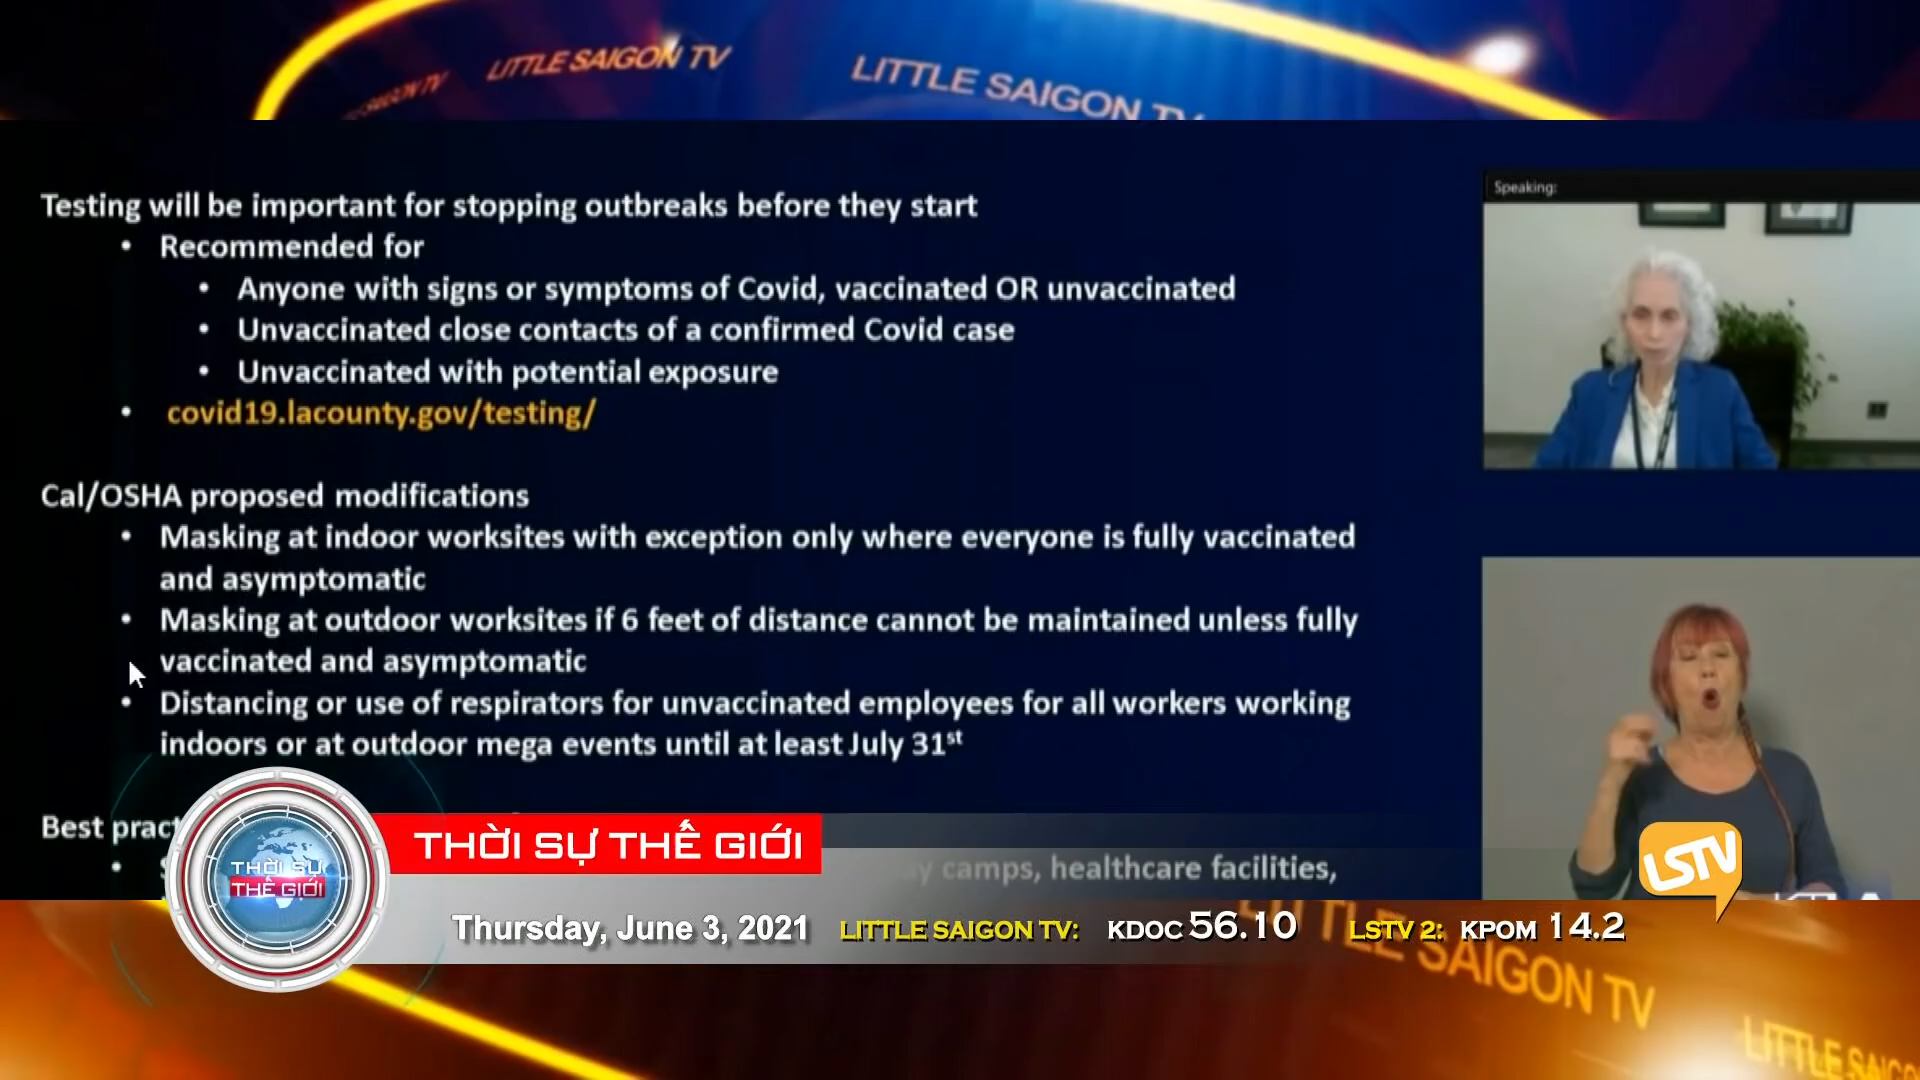 LITTLE SAIGON TV
LITTLE SAIGON TV
SAIGON TV
Testing will be important for stopping outbreaks before they start
• Recommended for
• Anyone with signs or symptoms of Covid, vaccinated OR unvaccinated
• Unvaccinated close contacts of a confirmed Covid case
• Unvaccinated with potential exposure
• covid19.lacounty.gov/testing/
Speaking:
Cal/OSHA proposed modifications
• Masking at indoor worksites with exception only where everyone is fully vaccinated
and asymptomatic
• Masking at outdoor worksites if 6 feet of distance cannot be maintained unless fully
vaccinated and asymptomatic
• Distancing or use of respirators for unvaccinated employees for all workers working
indoors or at outdoor mega events until at least July 31st
Best
camps, healthcare facilities,
THỜI SỰ THẾ GIỚI
THỜI SỰ
THẾ GIỚI
LSTV
Thursday, June 3, 2021 LITTLE SAIGON TV: KDOC 56.10 LSTV 2: KPOM 14.2
LITTLE SAIGON TV
LITTLE